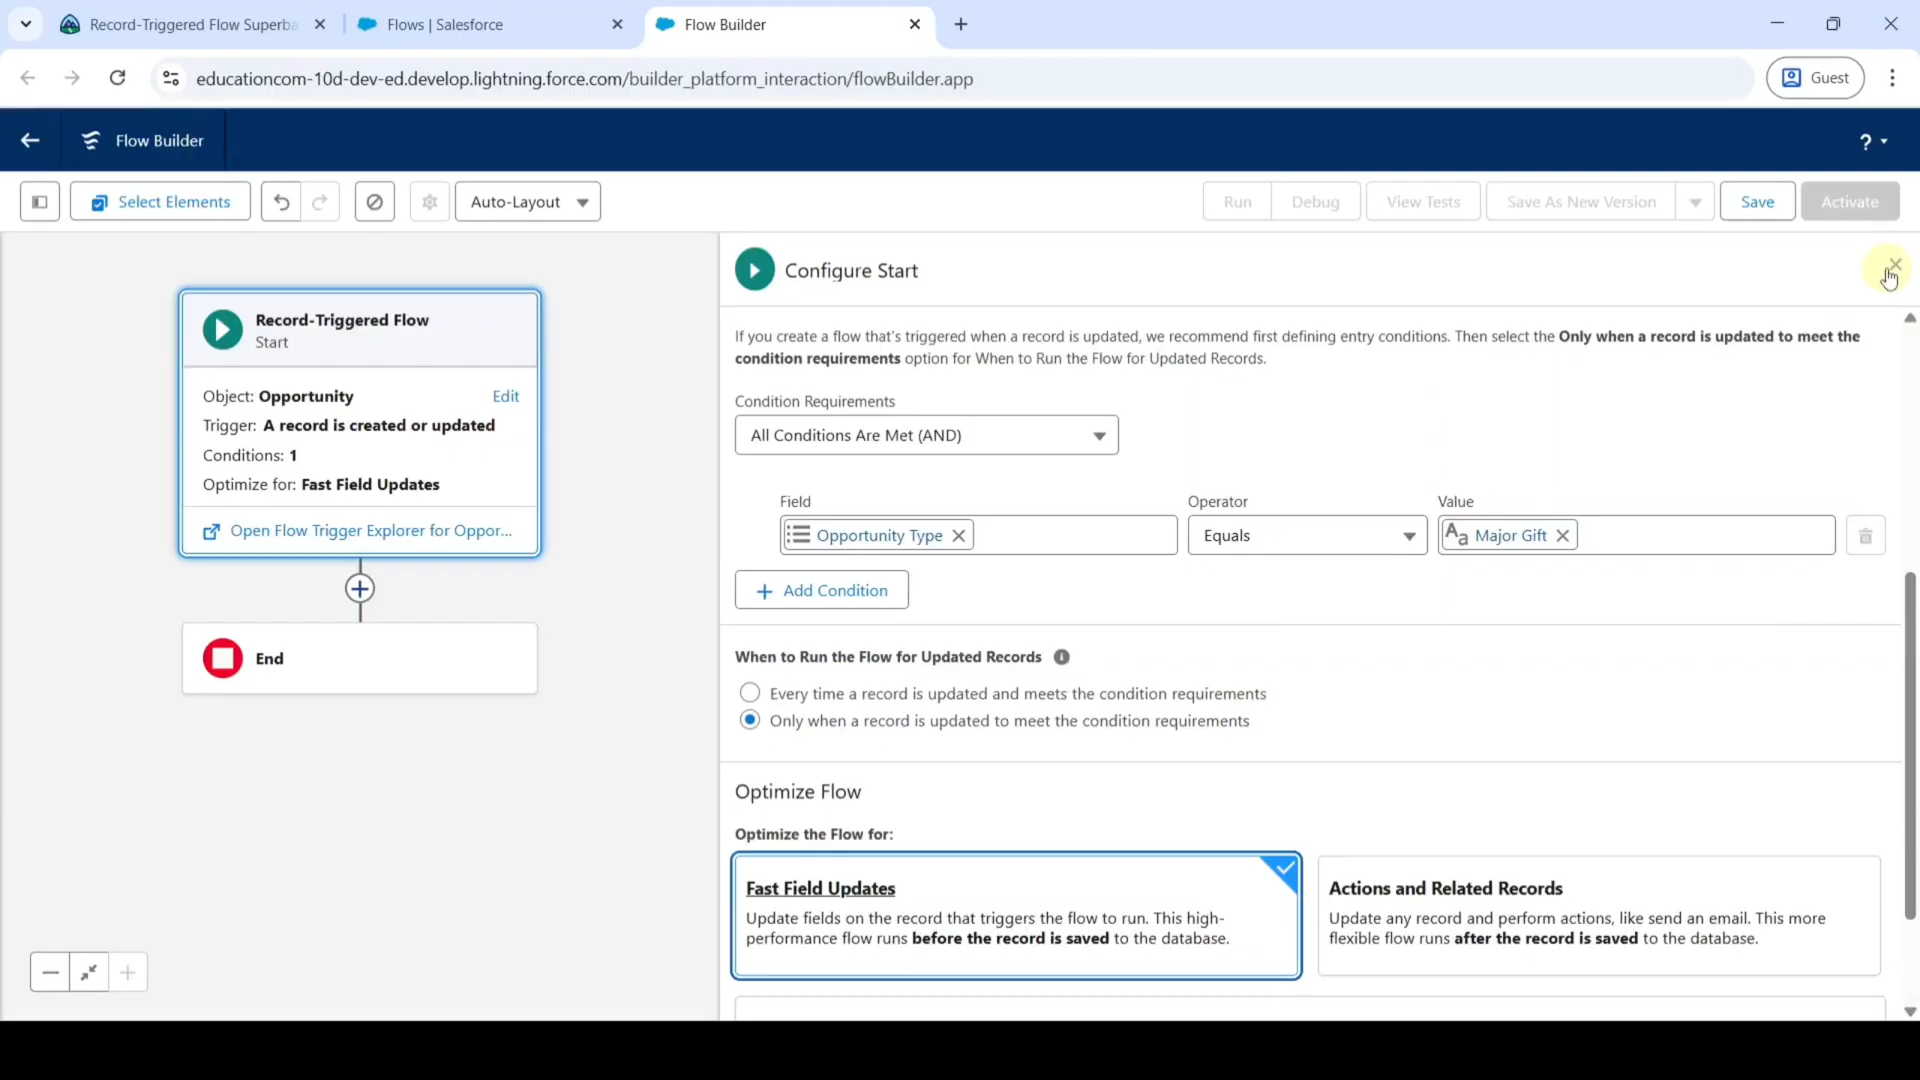 Record-Triggered Flow Superba
Flows | Salesforce
Flow Builder
educationcom-10d-dev-ed.develop.lightning.force.com/builder_platform_interaction/flowBuilder.app
Guest
Flow Builder
?
Select Elements
Auto-Layout
Run
Debug
View Tests
Save As New Version
Save
Activate
Record-Triggered Flow
Start
Object: Opportunity
Edit
Trigger: A record is created or updated
Conditions: 1
Optimize for: Fast Field Updates
Open Flow Trigger Explorer for Oppor...
End
Configure Start
If you create a flow that's triggered when a record is updated, we recommend first defining entry conditions. Then select the Only when a record is updated to meet the
condition requirements option for When to Run the Flow for Updated Records.
Condition Requirements
All Conditions Are Met (AND)
Field
Operator
Value
Opportunity Type
Equals
Aa Major Gift
Add Condition
When to Run the Flow for Updated Records
Every time a record is updated and meets the condition requirements
Only when a record is updated to meet the condition requirements
Optimize Flow
Optimize the Flow for:
Fast Field Updates
Update fields on the record that triggers the flow to run. This high-
performance flow runs before the record is saved to the database.
Actions and Related Records
Update any record and perform actions, like send an email. This more
flexible flow runs after the record is saved to the database.